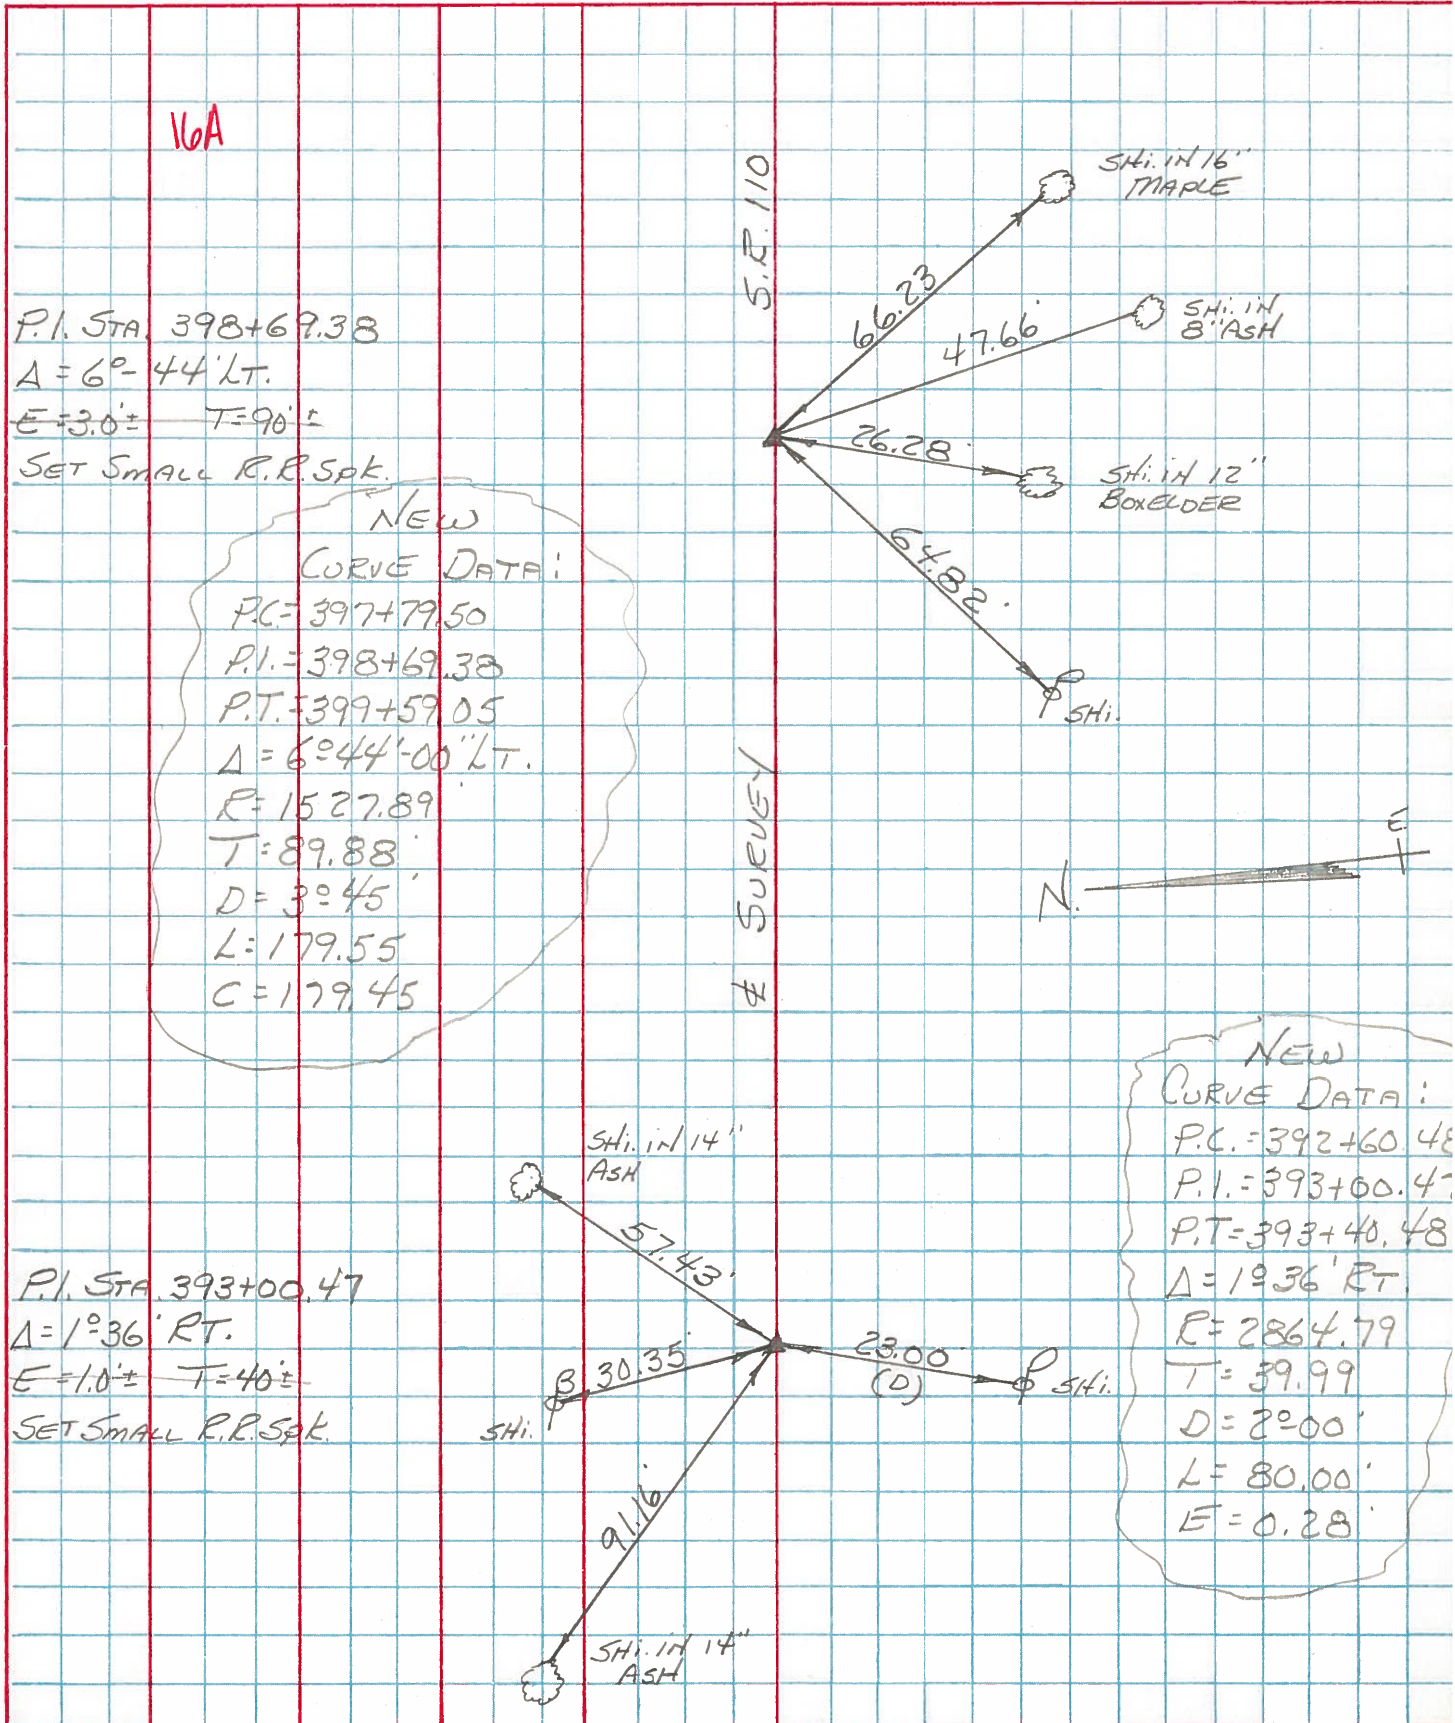 16A
S.R. 110
SHi. iN 16"
MAPLE
66.23
SHi. iN
8" ASH
47.66'
P.I. STA. 398+69.38
Δ = 6°-44' LT.
E = 3.0'± T = 90'±
SET SMALL R.R. Spk.
26.28'
SHi. iN 12"
BOXELDER
64.82'
SHi.
NEW
CURVE DATA:
P.C. = 397+79.50
P.I. = 398+69.38
P.T. = 399+59.05
Δ = 6°44'-00" LT.
R = 1527.89'
T = 89.88'
D = 3°45'
L = 179.55
C = 179.45
℄ SURVEY
E
N.
NEW
CURVE DATA:
P.C. = 392+60.48
P.I. = 393+00.47
P.T = 393+40.48
Δ = 1°36' RT.
R = 2864.79
T = 39.99
D = 2°00'
L = 80.00'
E = 0.28'
SHi. iN 14"
ASH
57.43'
P.I. STA. 393+00.47
Δ = 1°36' RT.
E = 1.0'± T = 40'±
SET SMALL R.R. Spk.
30.35'
SHi.
23.00'
(D)
SHi.
91.16'
SHi. iN 14"
ASH